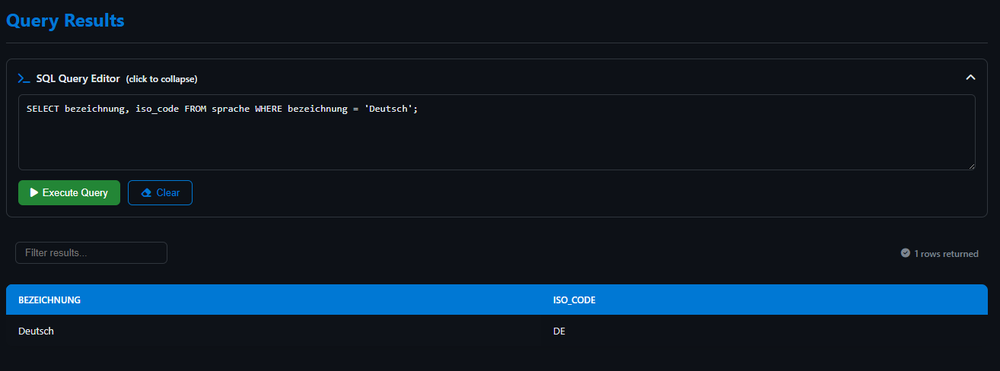 Query Results
SQL Query Editor (click to collapse)
SELECT bezeichnung, iso_code FROM sprache WHERE bezeichnung = 'Deutsch';
Execute Query Clear
Filter results... 1 rows returned
BEZEICHNUNG ISO_CODE
Deutsch DE